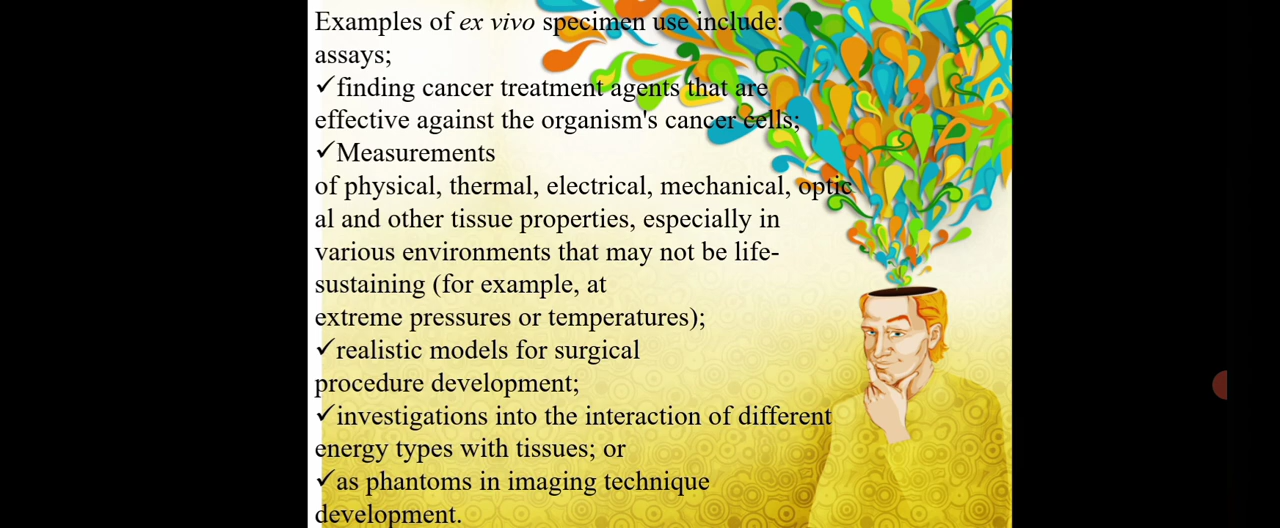 Examples of ex vivo specimen use include:
assays;
✓finding cancer treatment agents that are
effective against the organism's cancer cells;
✓Measurements
of physical, thermal, electrical, mechanical, optic
al and other tissue properties, especially in
various environments that may not be life-
sustaining (for example, at
extreme pressures or temperatures);
✓realistic models for surgical
procedure development;
✓investigations into the interaction of different
energy types with tissues; or
✓as phantoms in imaging technique
development.